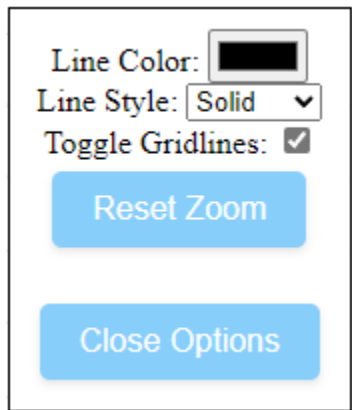 Line Color:
Line Style: Solid
Toggle Gridlines:
Reset Zoom
Close Options